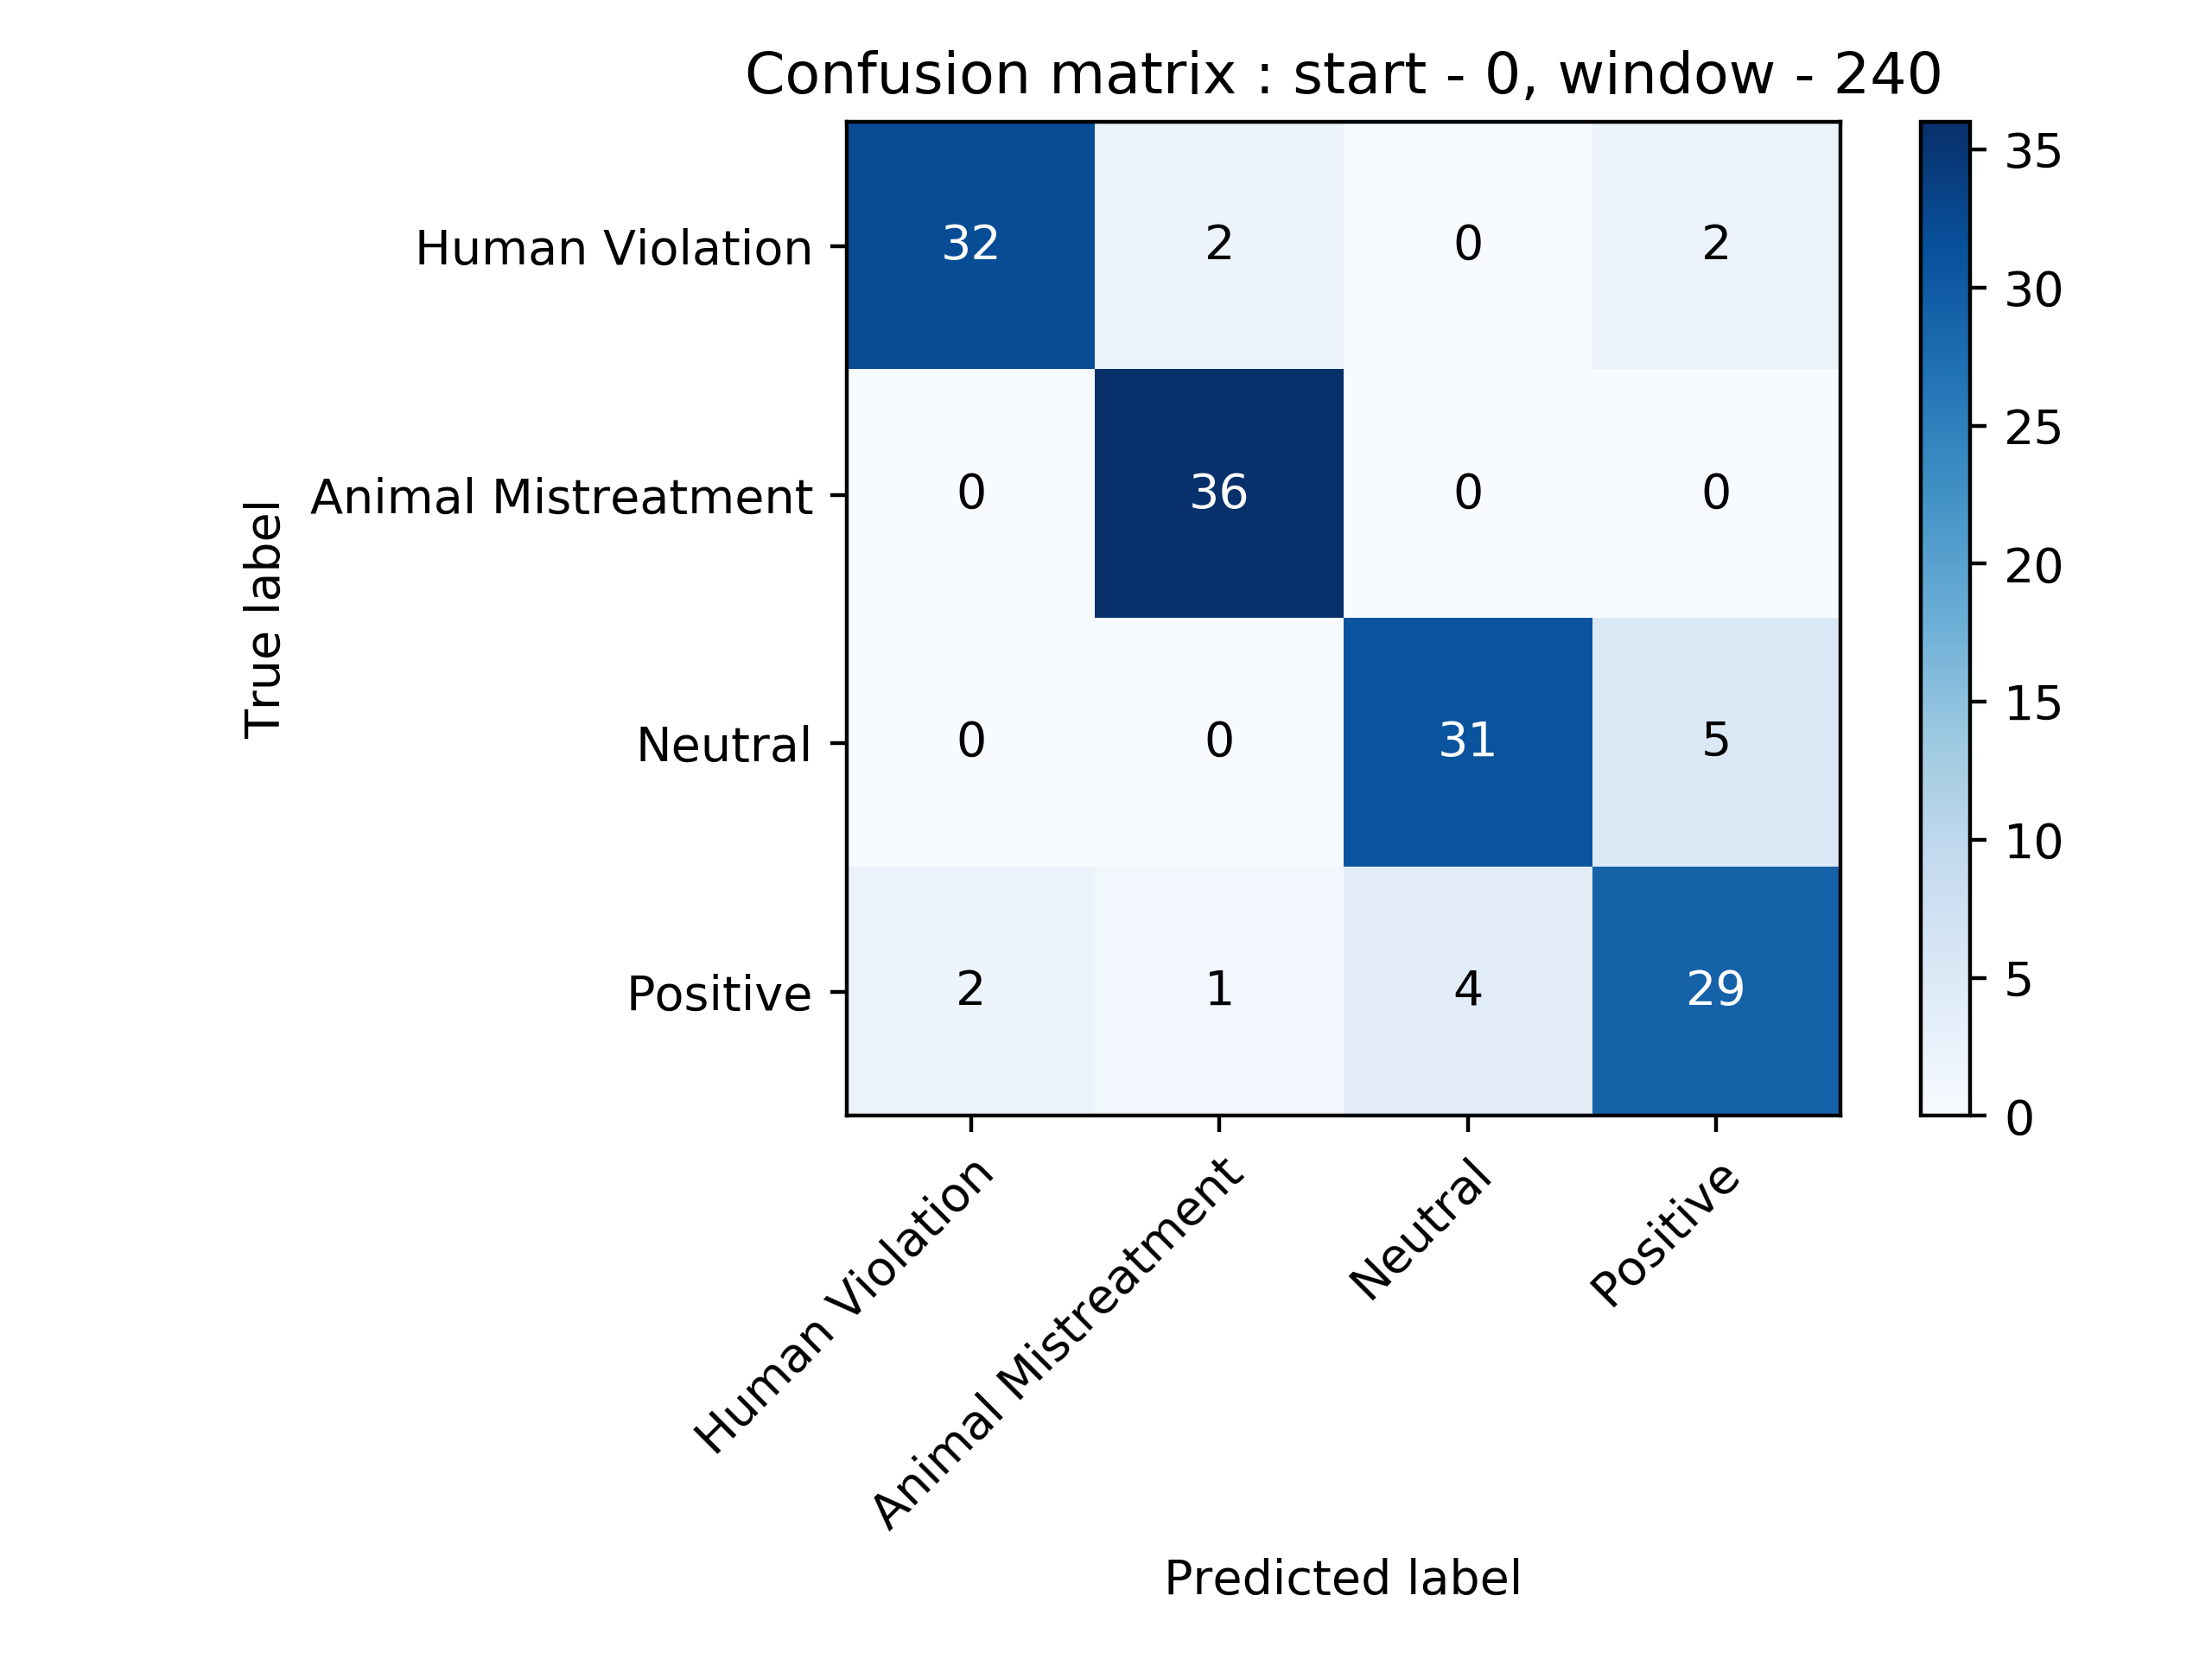 Confusion matrix : start - 0, window - 240
Human Violation 32 2 0 2
Animal Mistreatment 0 36 0 0
Neutral 0 0 31 5
Positive 2 1 4 29
True label
Human Violation
Animal Mistreatment
Neutral
Positive
Predicted label
35
30
25
20
15
10
5
0